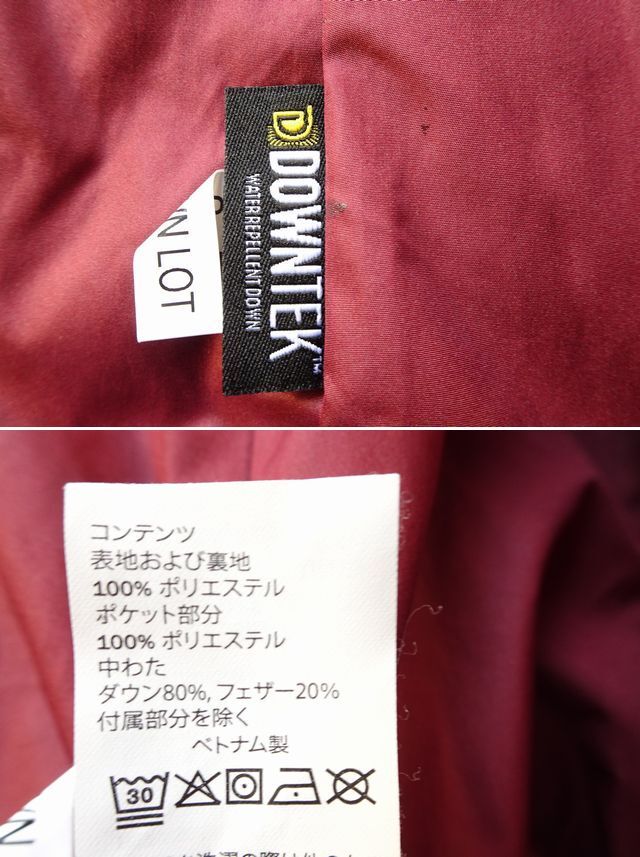 DOWNTEK™
WATER REPELLENT DOWN
LOT
コンテンツ
表地および裏地
100% ポリエステル
ポケット部分
100% ポリエステル
中わた
ダウン80%, フェザー20%
付属部分を除く
ベトナム製
30